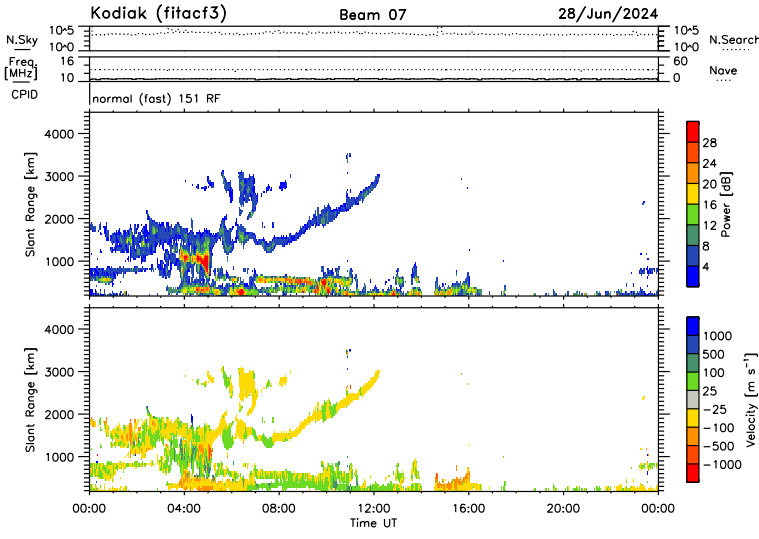 Kodiak (fitacf3)
Beam 07
28/Jun/2024
N.Sky
10^5
10^0
10^5
10^0
N.Search
Freq.
[MHz]
16
10
60
0
Nave
CPID
normal (fast) 151 RF
Slant Range [km]
4000
3000
2000
1000
28
24
20
16
12
8
4
Power [dB]
Slant Range [km]
4000
3000
2000
1000
1000
500
100
25
-25
-100
-500
-1000
Velocity [m s^-1]
00:00
04:00
08:00
12:00
16:00
20:00
00:00
Time UT